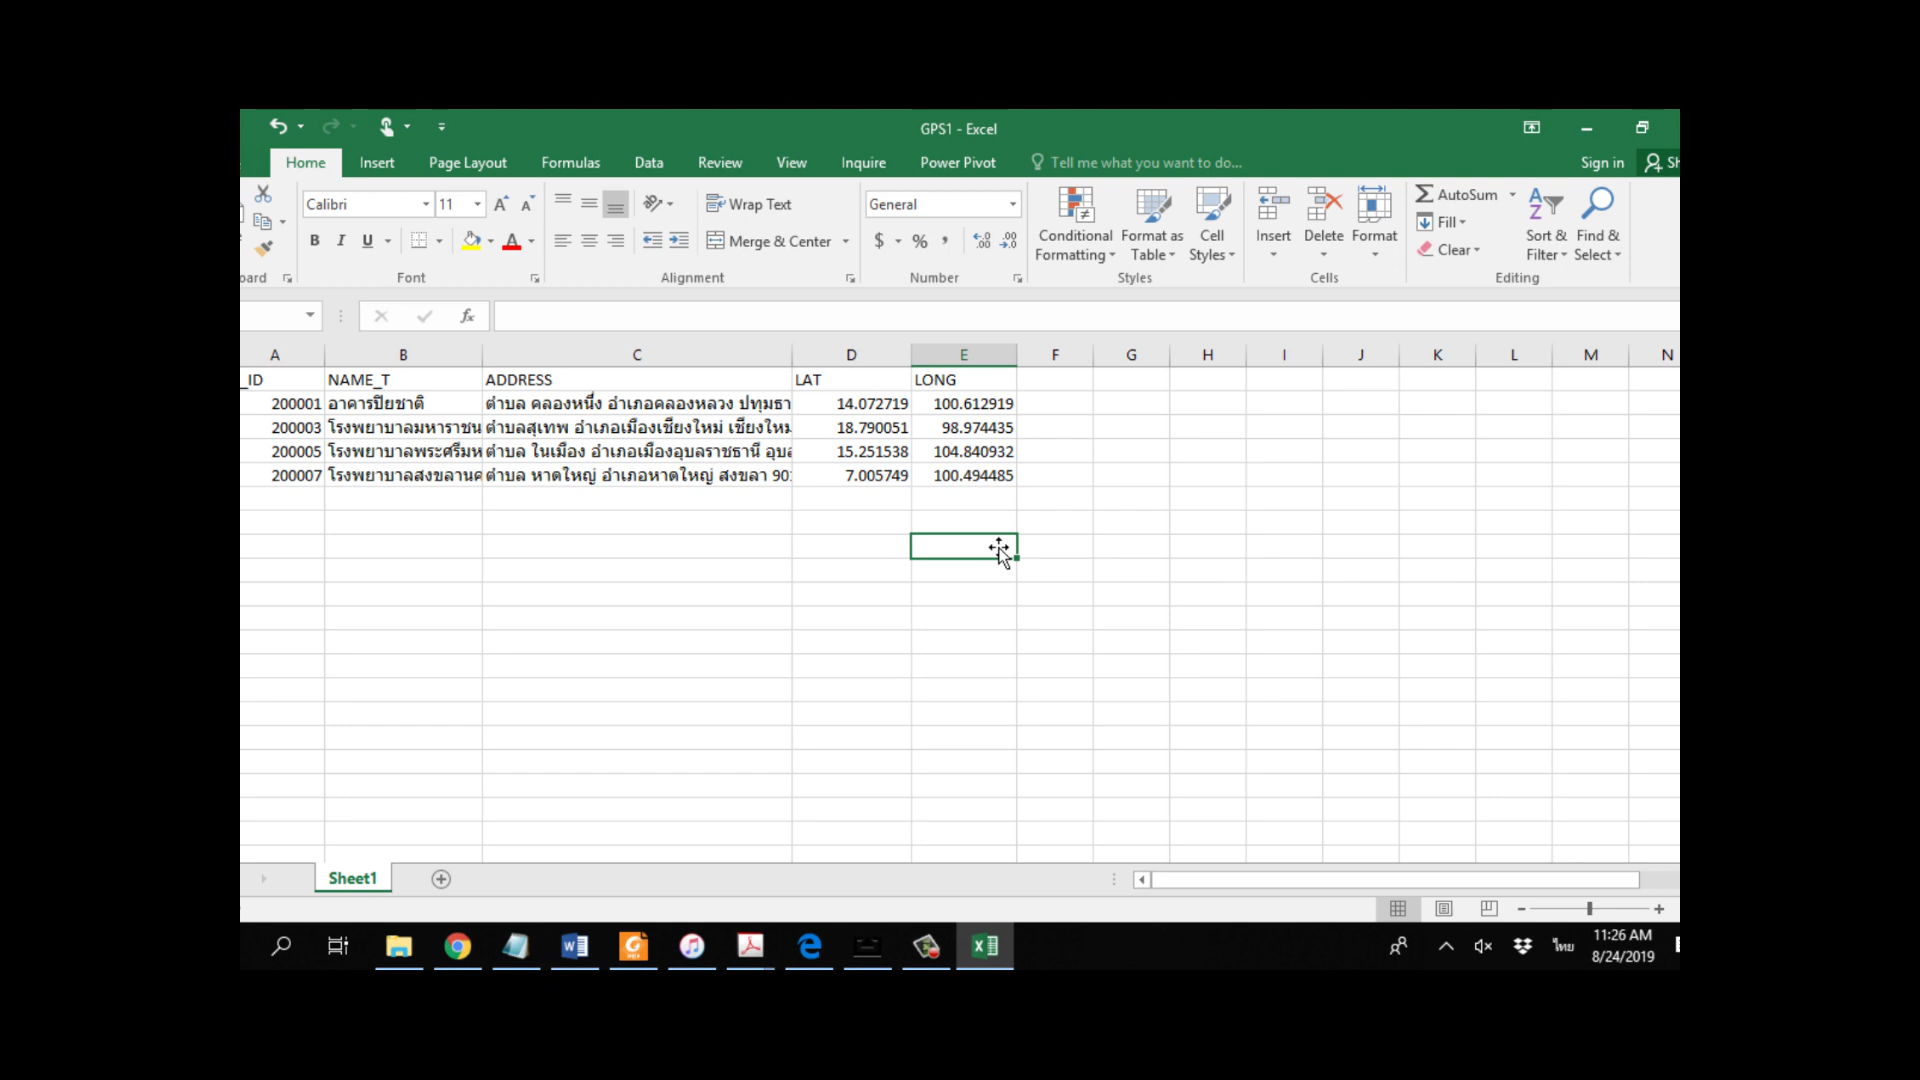 GPS1 - Excel
Home Insert Page Layout Formulas Data Review View Inquire Power Pivot Tell me what you want to do... Sign in
Calibri 11 Wrap Text General AutoSum
Fill
B I U Merge & Center $ % Conditional Formatting Format as Table Cell Styles Insert Delete Format Clear Sort & Filter Find & Select
Font Alignment Number Styles Cells Editing
fx
A B C D E F G H I J K L M N
_ID NAME_T ADDRESS LAT LONG
200001 อาคารปิยชาติ ตำบล คลองหนึ่ง อำเภอคลองหลวง ปทุมธา 14.072719 100.612919
200003 โรงพยาบาลมหาราชน ตำบลสุเทพ อำเภอเมืองเชียงใหม่ เชียงใหม 18.790051 98.974435
200005 โรงพยาบาลพระศรีมห ตำบล ในเมือง อำเภอเมืองอุบลราชธานี อุบล 15.251538 104.840932
200007 โรงพยาบาลสงขลานค ตำบล หาดใหญ่ อำเภอหาดใหญ่ สงขลา 90 7.005749 100.494485
Sheet1
ไทย 11:26 AM
8/24/2019